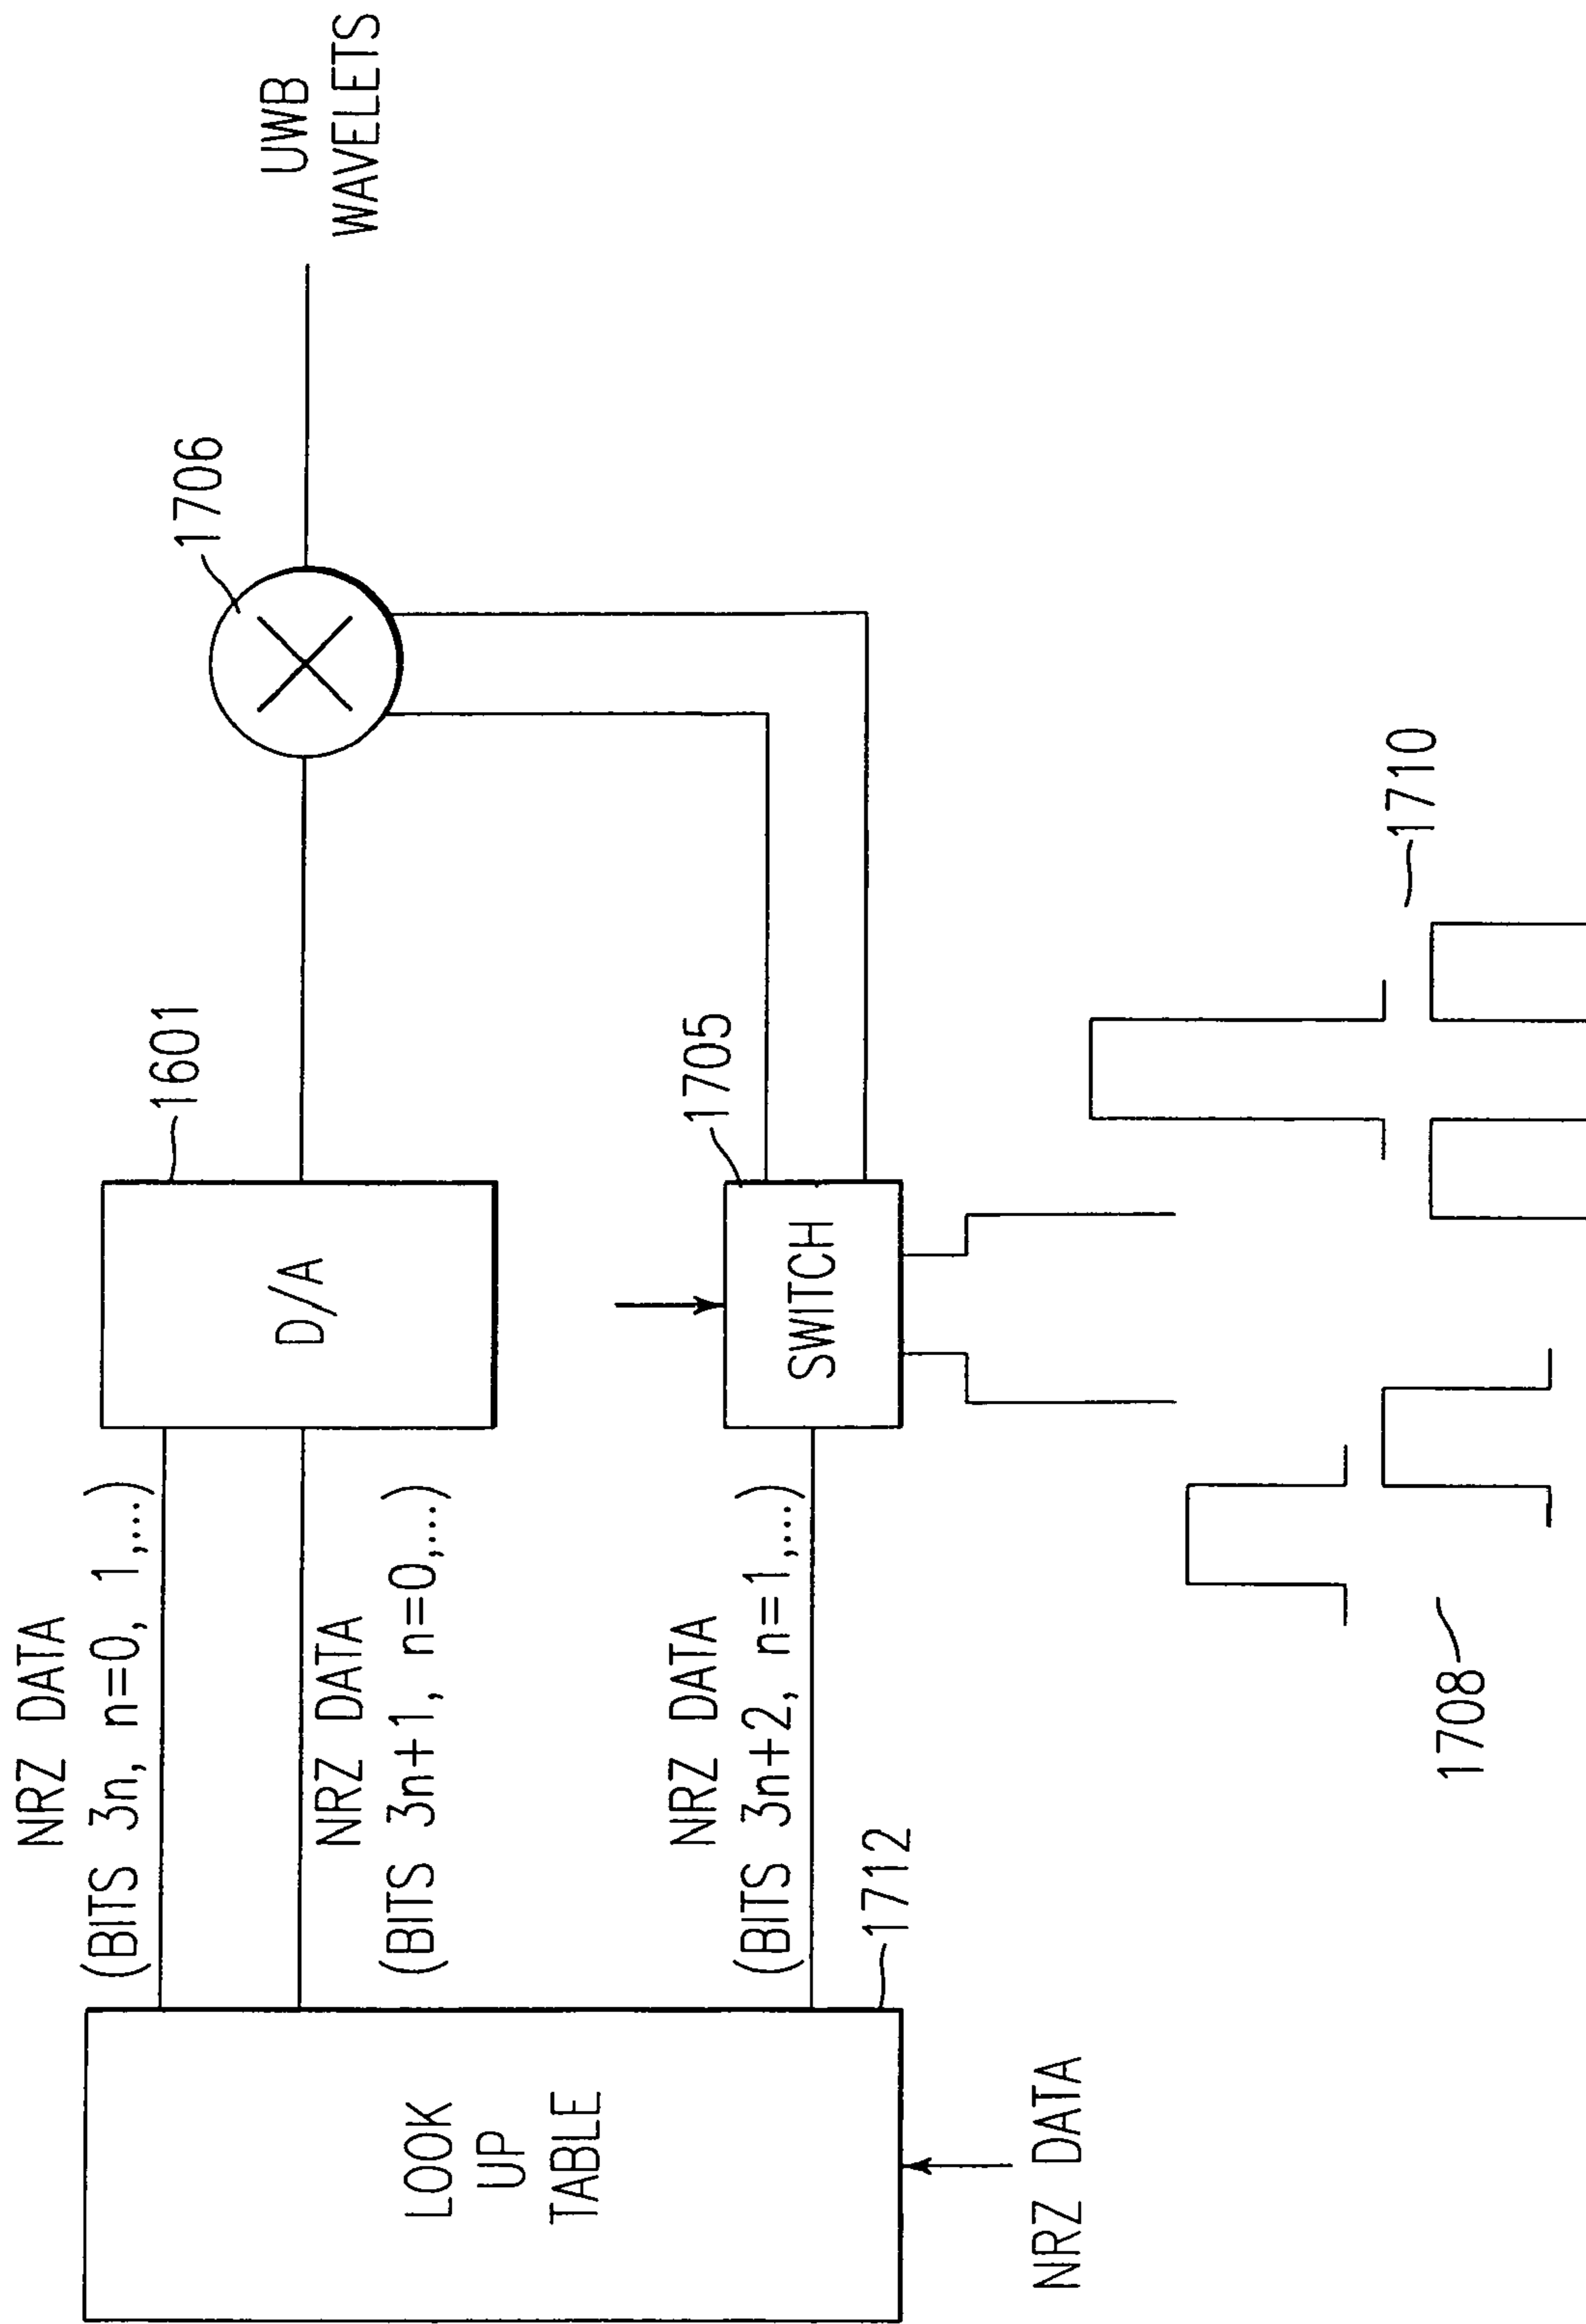 NRZ DATA
(BITS 3n, n=0, 1,...)
NRZ DATA
(BITS 3n+1, n=0,...)
NRZ DATA
(BITS 3n+2, n=1,...)
LOOK
UP
TABLE
1712
NRZ DATA
D/A
1601
SWITCH
1705
1706
UWB
WAVELETS
1708
1710